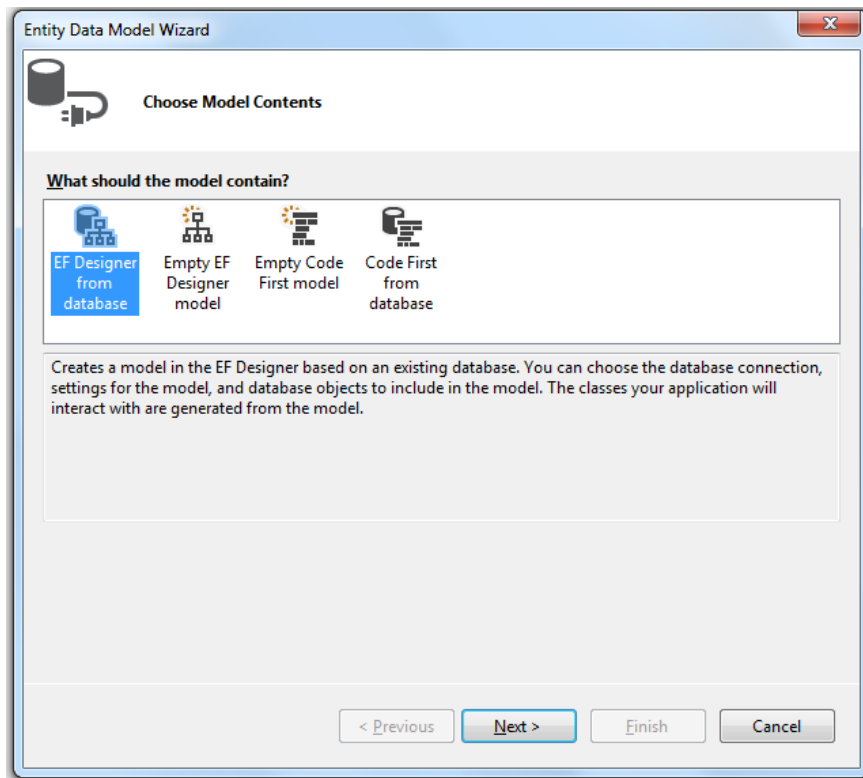 Entity Data Model Wizard
Choose Model Contents
What should the model contain?
EF Designer
from
database
Empty EF
Designer
model
Empty Code
First model
Code First
from
database
Creates a model in the EF Designer based on an existing database. You can choose the database connection,
settings for the model, and database objects to include in the model. The classes your application will
interact with are generated from the model.
< Previous
Next >
Finish
Cancel